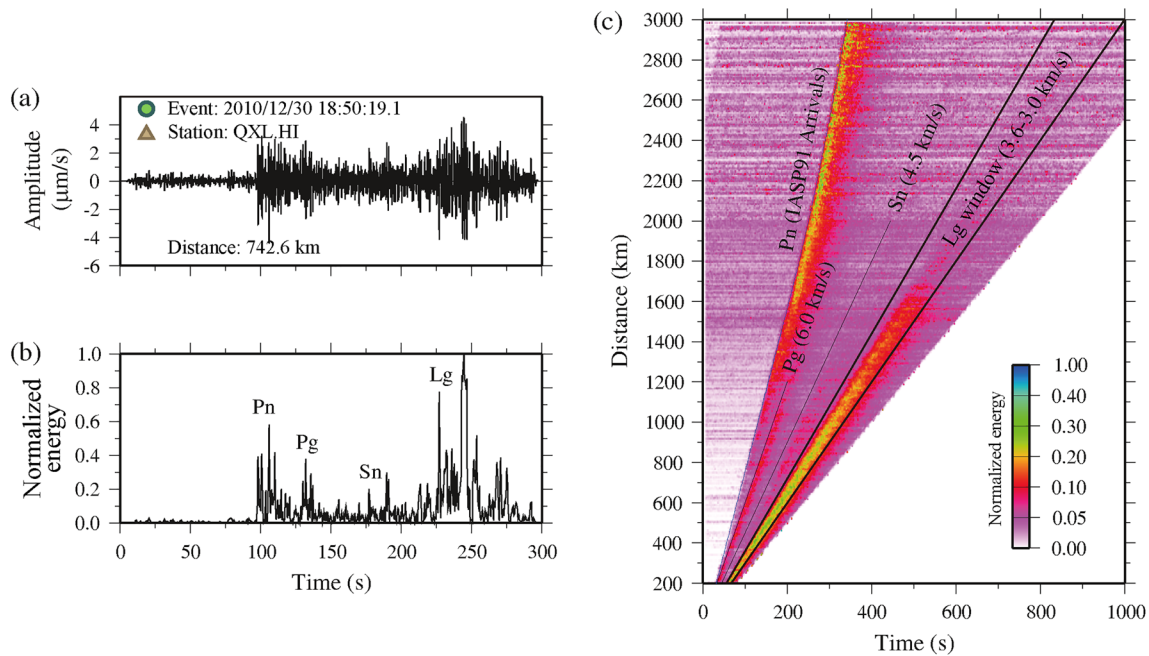 (a)
Event: 2010/12/30 18:50:19.1
Station: QXL HI
Distance: 742.6 km
Amplitude
(μm/s)
4
2
0
-2
-4
-6
(b)
Normalized
energy
1.0
0.8
0.6
0.4
0.2
0.0
Pn
Pg
Sn
Lg
0 50 100 150 200 250 300
Time (s)
(c)
Distance (km)
3000
2800
2600
2400
2200
2000
1800
1600
1400
1200
1000
800
600
400
200
Pn (IASP91 Arrivals)
Pg (6.0 km/s)
Sn (4.5 km/s)
Lg window (3.6-3.0 km/s)
Normalized energy
1.00
0.40
0.30
0.20
0.10
0.05
0.00
0 200 400 600 800 1000
Time (s)